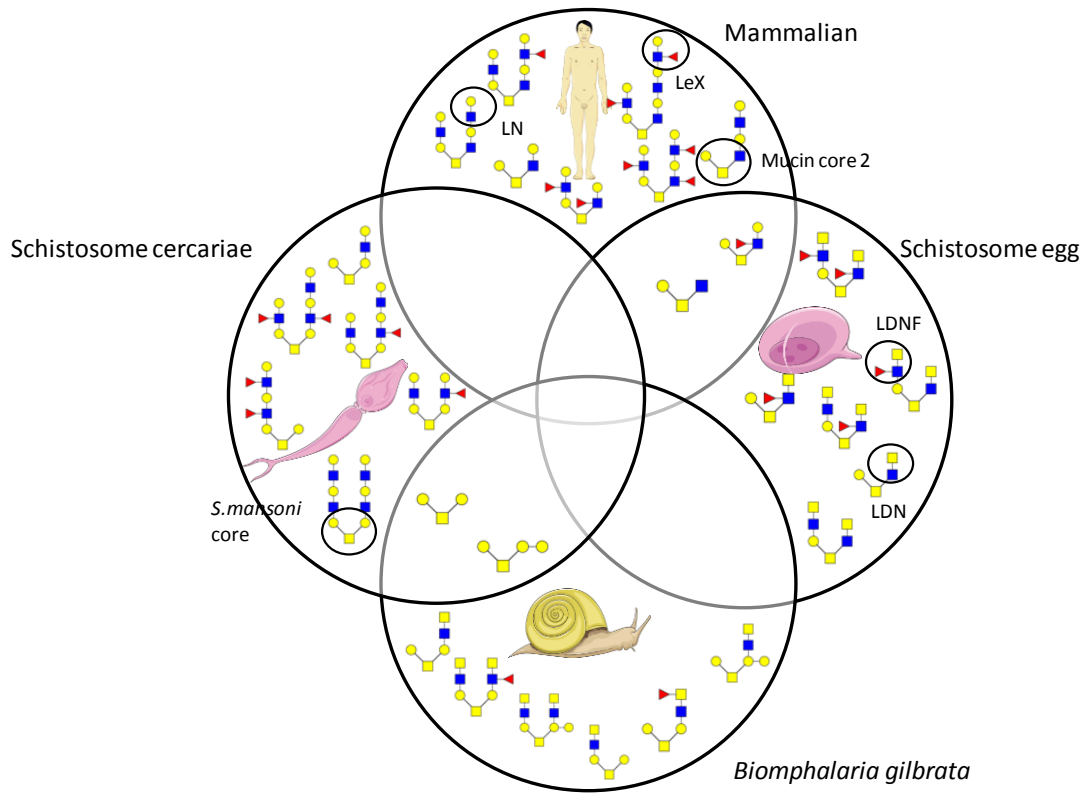 Mammalian
LeX
LN
Mucin core 2
Schistosome cercariae
Schistosome egg
LDNF
S.mansoni
core
LDN
Biomphalaria gilbrata